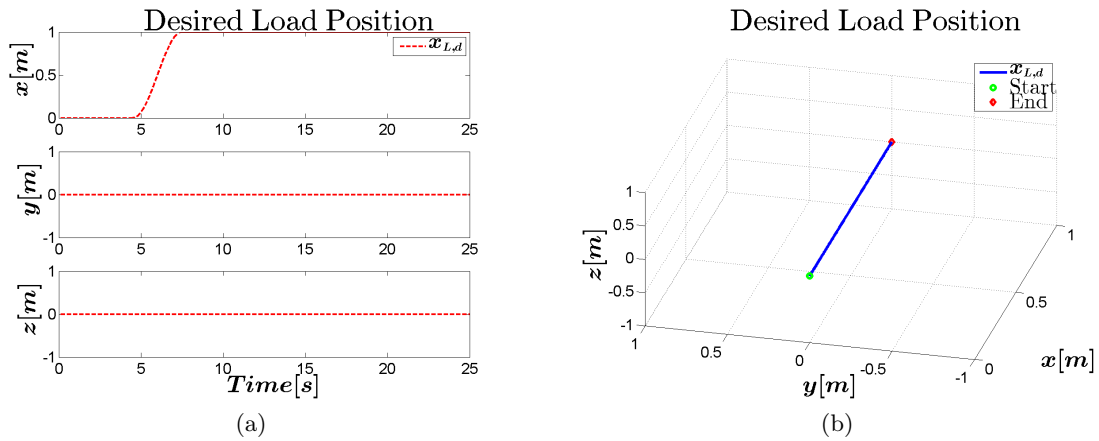 Desired Load Position
x[m]
1
0.5
0
x_{L,d}
0 5 10 15 20 25
y[m]
1
0
-1
0 5 10 15 20 25
z[m]
1
0
-1
0 5 10 15 20 25
Time[s]
(a)
Desired Load Position
x_{L,d}
Start
End
z[m]
1
0.5
0
-0.5
-1
1 0.5 0 -0.5 -1
y[m]
0 0.5 1
x[m]
(b)